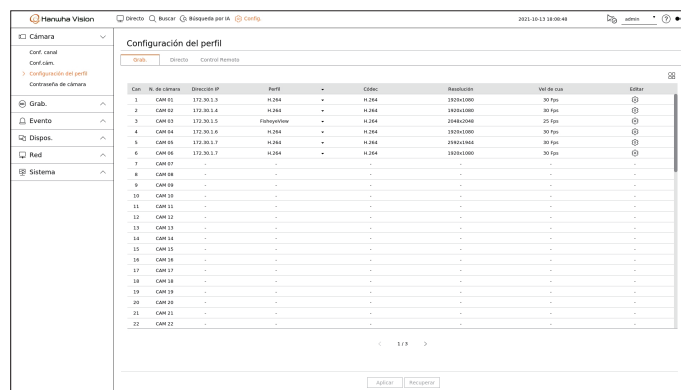 Hanwha Vision Directo Buscar Búsqueda por IA Config. 2021-10-13 18:08:48 admin
Cámara
Conf. canal
Conf.cám.
> Configuración del perfil
Contraseña de cámara
Grab.
Evento
Dispos.
Red
Sistema
Configuración del perfil
Grab. Directo Control Remoto
Can N. de cámara Dirección IP Perfil Códec Resolución Vel de cua Editar
1 CAM 01 172.30.1.3 H.264 H.264 1920x1080 30 Fps
2 CAM 02 172.30.1.4 H.264 H.264 1920x1080 30 Fps
3 CAM 03 172.30.1.5 FisheyeView H.264 2048x2048 25 Fps
4 CAM 04 172.30.1.6 H.264 H.264 1920x1080 30 Fps
5 CAM 05 172.30.1.7 H.264 H.264 2592x1944 30 Fps
6 CAM 06 172.30.1.7 H.264 H.264 1920x1080 30 Fps
7 CAM 07 - - - - - -
8 CAM 08 - - - - - -
9 CAM 09 - - - - - -
10 CAM 10 - - - - - -
11 CAM 11 - - - - - -
12 CAM 12 - - - - - -
13 CAM 13 - - - - - -
14 CAM 14 - - - - - -
15 CAM 15 - - - - - -
16 CAM 16 - - - - - -
17 CAM 17 - - - - - -
18 CAM 18 - - - - - -
19 CAM 19 - - - - - -
20 CAM 20 - - - - - -
21 CAM 21 - - - - - -
22 CAM 22 - - - - - -
< 1 / 3 >
Aplicar Recuperar